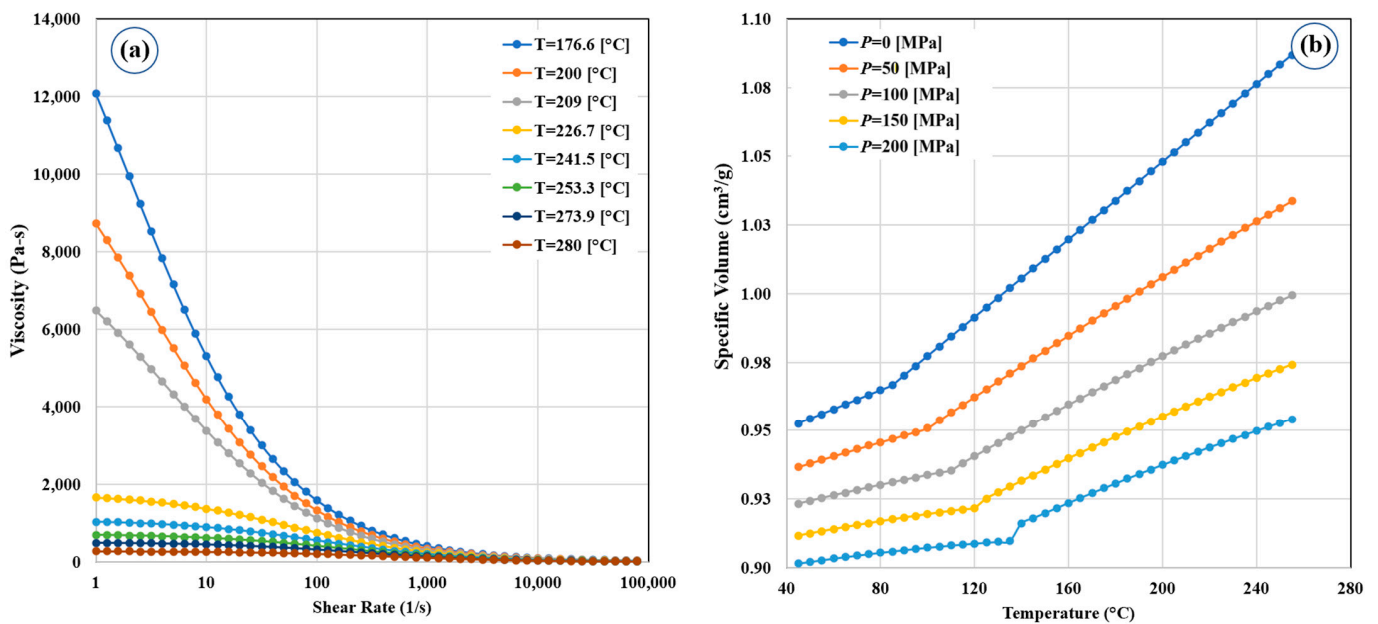 (a)
14,000
12,000
10,000
8,000
6,000
4,000
2,000
0
Viscosity (Pa-s)
1
10
100
1,000
10,000
100,000
Shear Rate (1/s)
T=176.6 [°C]
T=200 [°C]
T=209 [°C]
T=226.7 [°C]
T=241.5 [°C]
T=253.3 [°C]
T=273.9 [°C]
T=280 [°C]
(b)
1.10
1.08
1.05
1.03
1.00
0.98
0.95
0.93
0.90
Specific Volume (cm³/g)
40
80
120
160
200
240
280
Temperature (°C)
P=0 [MPa]
P=50 [MPa]
P=100 [MPa]
P=150 [MPa]
P=200 [MPa]